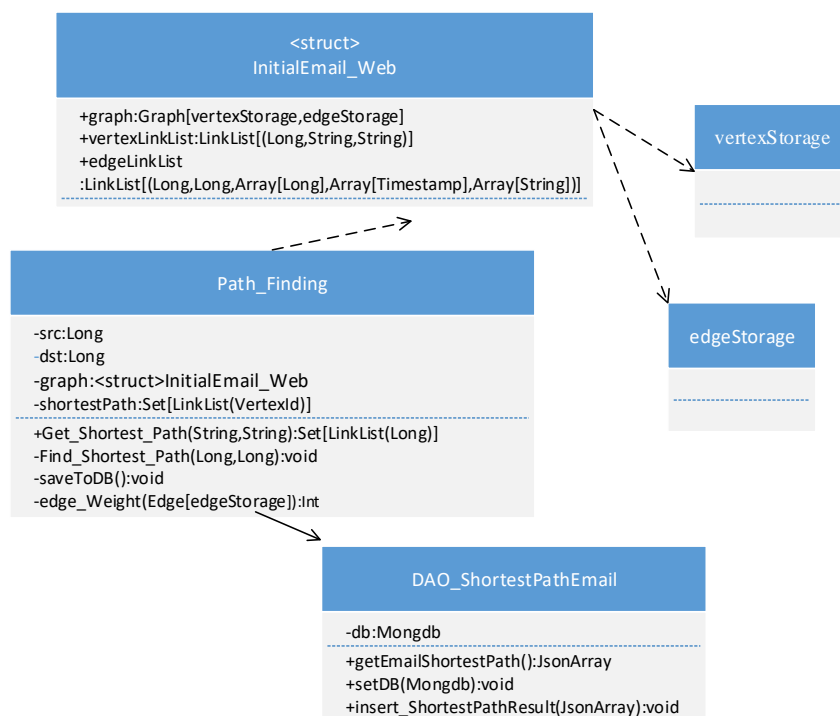 <struct>
InitialEmail_Web
+graph:Graph[vertexStorage,edgeStorage]
+vertexLinkList:LinkList[(Long,String,String)]
+edgeLinkList
:LinkList[(Long,Long,Array[Long],Array[Timestamp],Array[String])]
vertexStorage
edgeStorage
Path_Finding
-src:Long
-dst:Long
-graph:<struct>InitialEmail_Web
-shortestPath:Set[LinkList(VertexId)]
+Get_Shortest_Path(String,String):Set[LinkList(Long)]
-Find_Shortest_Path(Long,Long):void
-saveToDB():void
-edge_Weight(Edge[edgeStorage]):Int
DAO_ShortestPathEmail
-db:Mongdb
+getEmailShortestPath():JsonArray
+setDB(Mongdb):void
+insert_ShortestPathResult(JsonArray):void